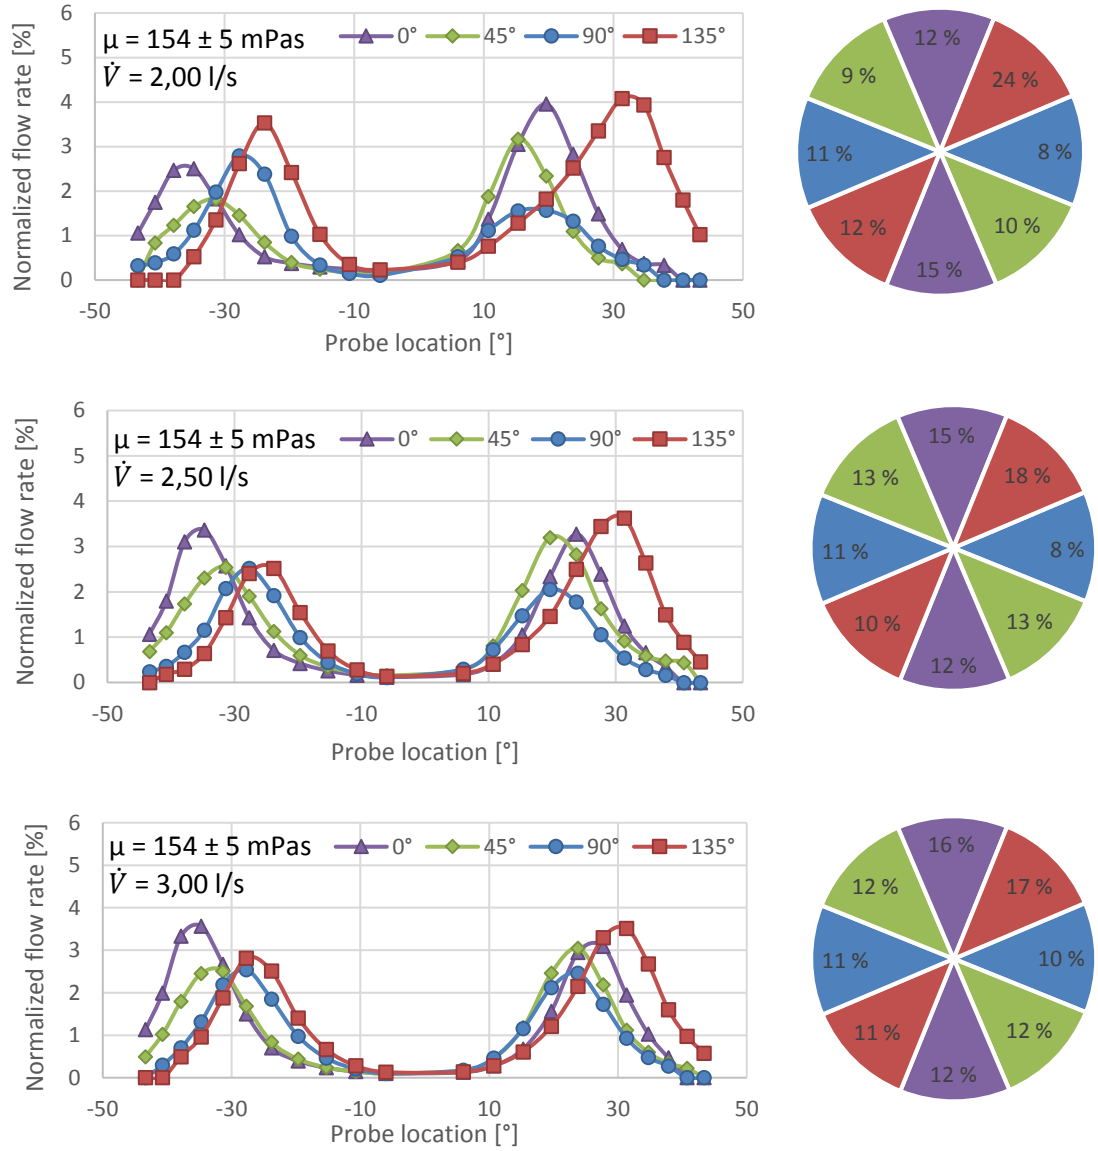 Normalized flow rate [%]
6
5
4
3
2
1
0
μ = 154 ± 5 mPas
V̇ = 2,00 l/s
0° 45° 90° 135°
-50 -30 -10 10 30 50
Probe location [°]
12 %
24 %
8 %
10 %
15 %
12 %
11 %
9 %
Normalized flow rate [%]
6
5
4
3
2
1
0
μ = 154 ± 5 mPas
V̇ = 2,50 l/s
0° 45° 90° 135°
-50 -30 -10 10 30 50
Probe location [°]
15 %
18 %
8 %
13 %
12 %
10 %
11 %
13 %
Normalized flow rate [%]
6
5
4
3
2
1
0
μ = 154 ± 5 mPas
V̇ = 3,00 l/s
0° 45° 90° 135°
-50 -30 -10 10 30 50
Probe location [°]
16 %
17 %
10 %
12 %
12 %
11 %
11 %
12 %